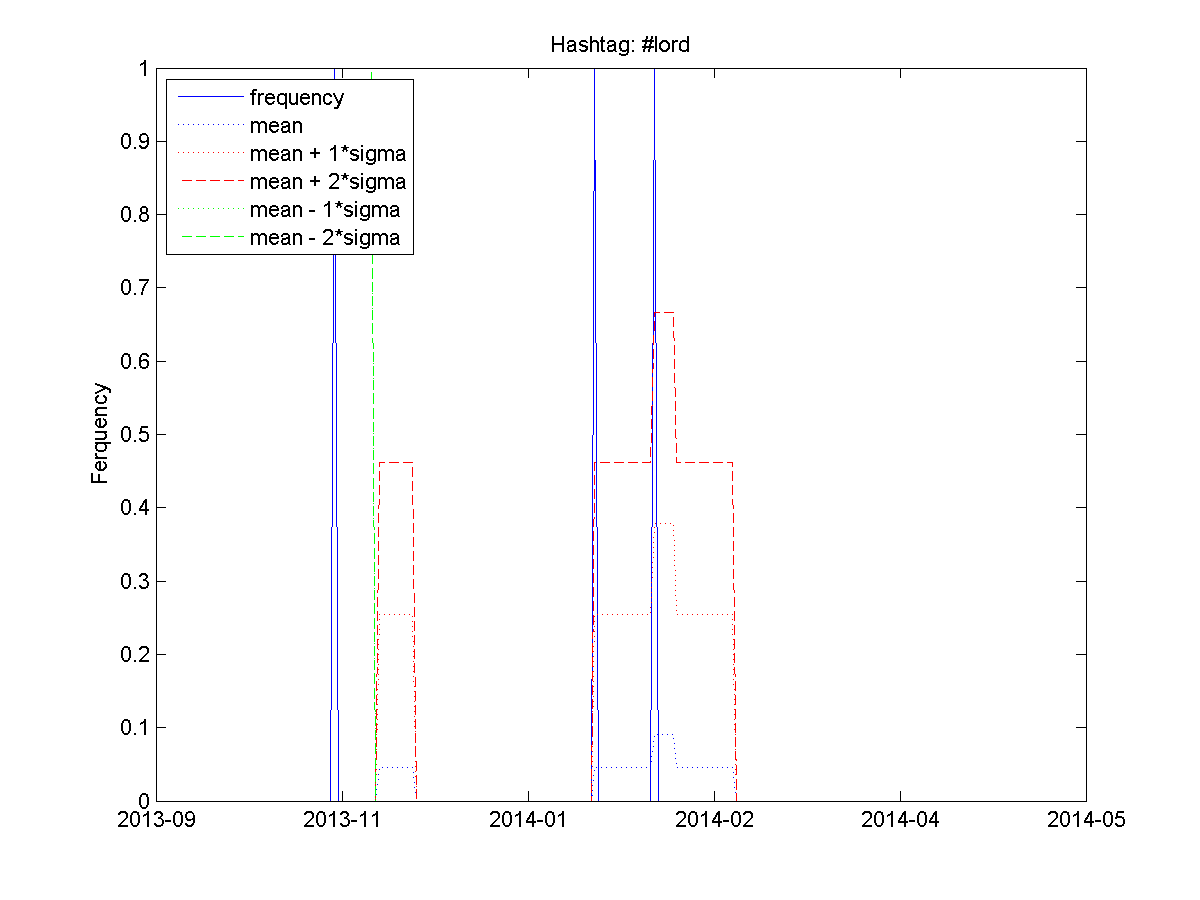 Hashtag: #lord
1
frequency
mean
0.9
mean + 1*sigma
mean + 2*sigma
0.8
mean - 1*sigma
mean - 2*sigma
0.7
0.6
0.5
Ferquency
0.4
0.3
0.2
0.1
0
2013-09 2013-11 2014-01 2014-02 2014-04 2014-05